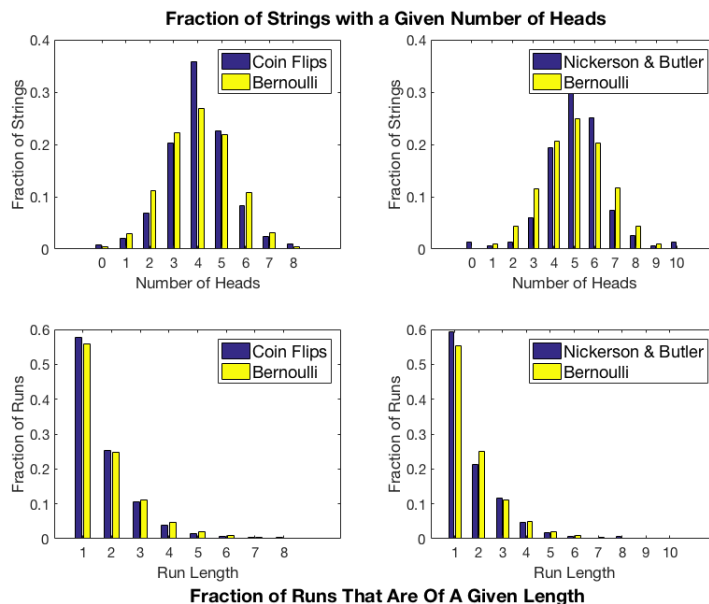 Fraction of Strings with a Given Number of Heads
0.4
0.3
0.2
0.1
0
Fraction of Strings
Coin Flips
Bernoulli
0 1 2 3 4 5 6 7 8
Number of Heads
0.4
0.3
0.2
0.1
0
Fraction of Strings
Nickerson & Butler
Bernoulli
0 1 2 3 4 5 6 7 8 9 10
Number of Heads
0.6
0.5
0.4
0.3
0.2
0.1
0
Fraction of Runs
Coin Flips
Bernoulli
1 2 3 4 5 6 7 8
Run Length
0.6
0.5
0.4
0.3
0.2
0.1
0
Fraction of Runs
Nickerson & Butler
Bernoulli
1 2 3 4 5 6 7 8 9 10
Run Length
Fraction of Runs That Are Of A Given Length